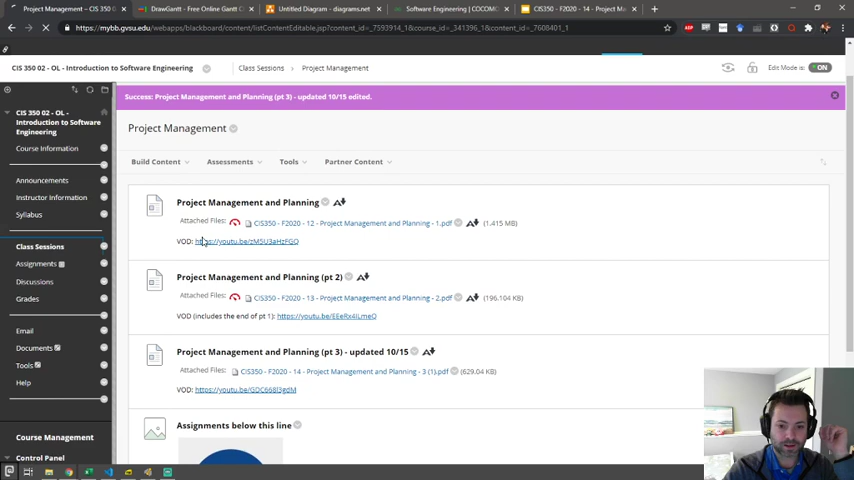 Project Management – CIS 350 G
DrawGantt - Free Online Gantt C
Untitled Diagram - diagrams.net
Software Engineering | COCOMO
CIS350 - F2020 - 14 - Project Ma
https://mybb.gvsu.edu/webapps/blackboard/content/listContentEditable.jsp?content_id=_7593914_1&course_id=_341396_1&content_id=_7608401_1
CIS 350 02 - OL - Introduction to Software Engineering
Class Sessions
Project Management
Edit Mode is:
ON
CIS 350 02 - OL -
Introduction to Software
Engineering
Course Information
Announcements
Instructor Information
Syllabus
Class Sessions
Assignments
Discussions
Grades
Email
Documents
Tools
Help
Course Management
Control Panel
Success: Project Management and Planning (pt 3) - updated 10/15 edited.
Project Management
Build Content
Assessments
Tools
Partner Content
Project Management and Planning
Attached Files: CIS350 - F2020 - 12 - Project Management and Planning - 1.pdf (1.415 MB)
VOD: https://youtu.be/zM5U3aHzFGQ
Project Management and Planning (pt 2)
Attached Files: CIS350 - F2020 - 13 - Project Management and Planning - 2.pdf (196.104 KB)
VOD (includes the end of pt 1): https://youtu.be/EEeRx4ILmeQ
Project Management and Planning (pt 3) - updated 10/15
Attached Files: CIS350 - F2020 - 14 - Project Management and Planning - 3 (1).pdf (629.04 KB)
VOD: https://youtu.be/GDC668l3gdM
Assignments below this line